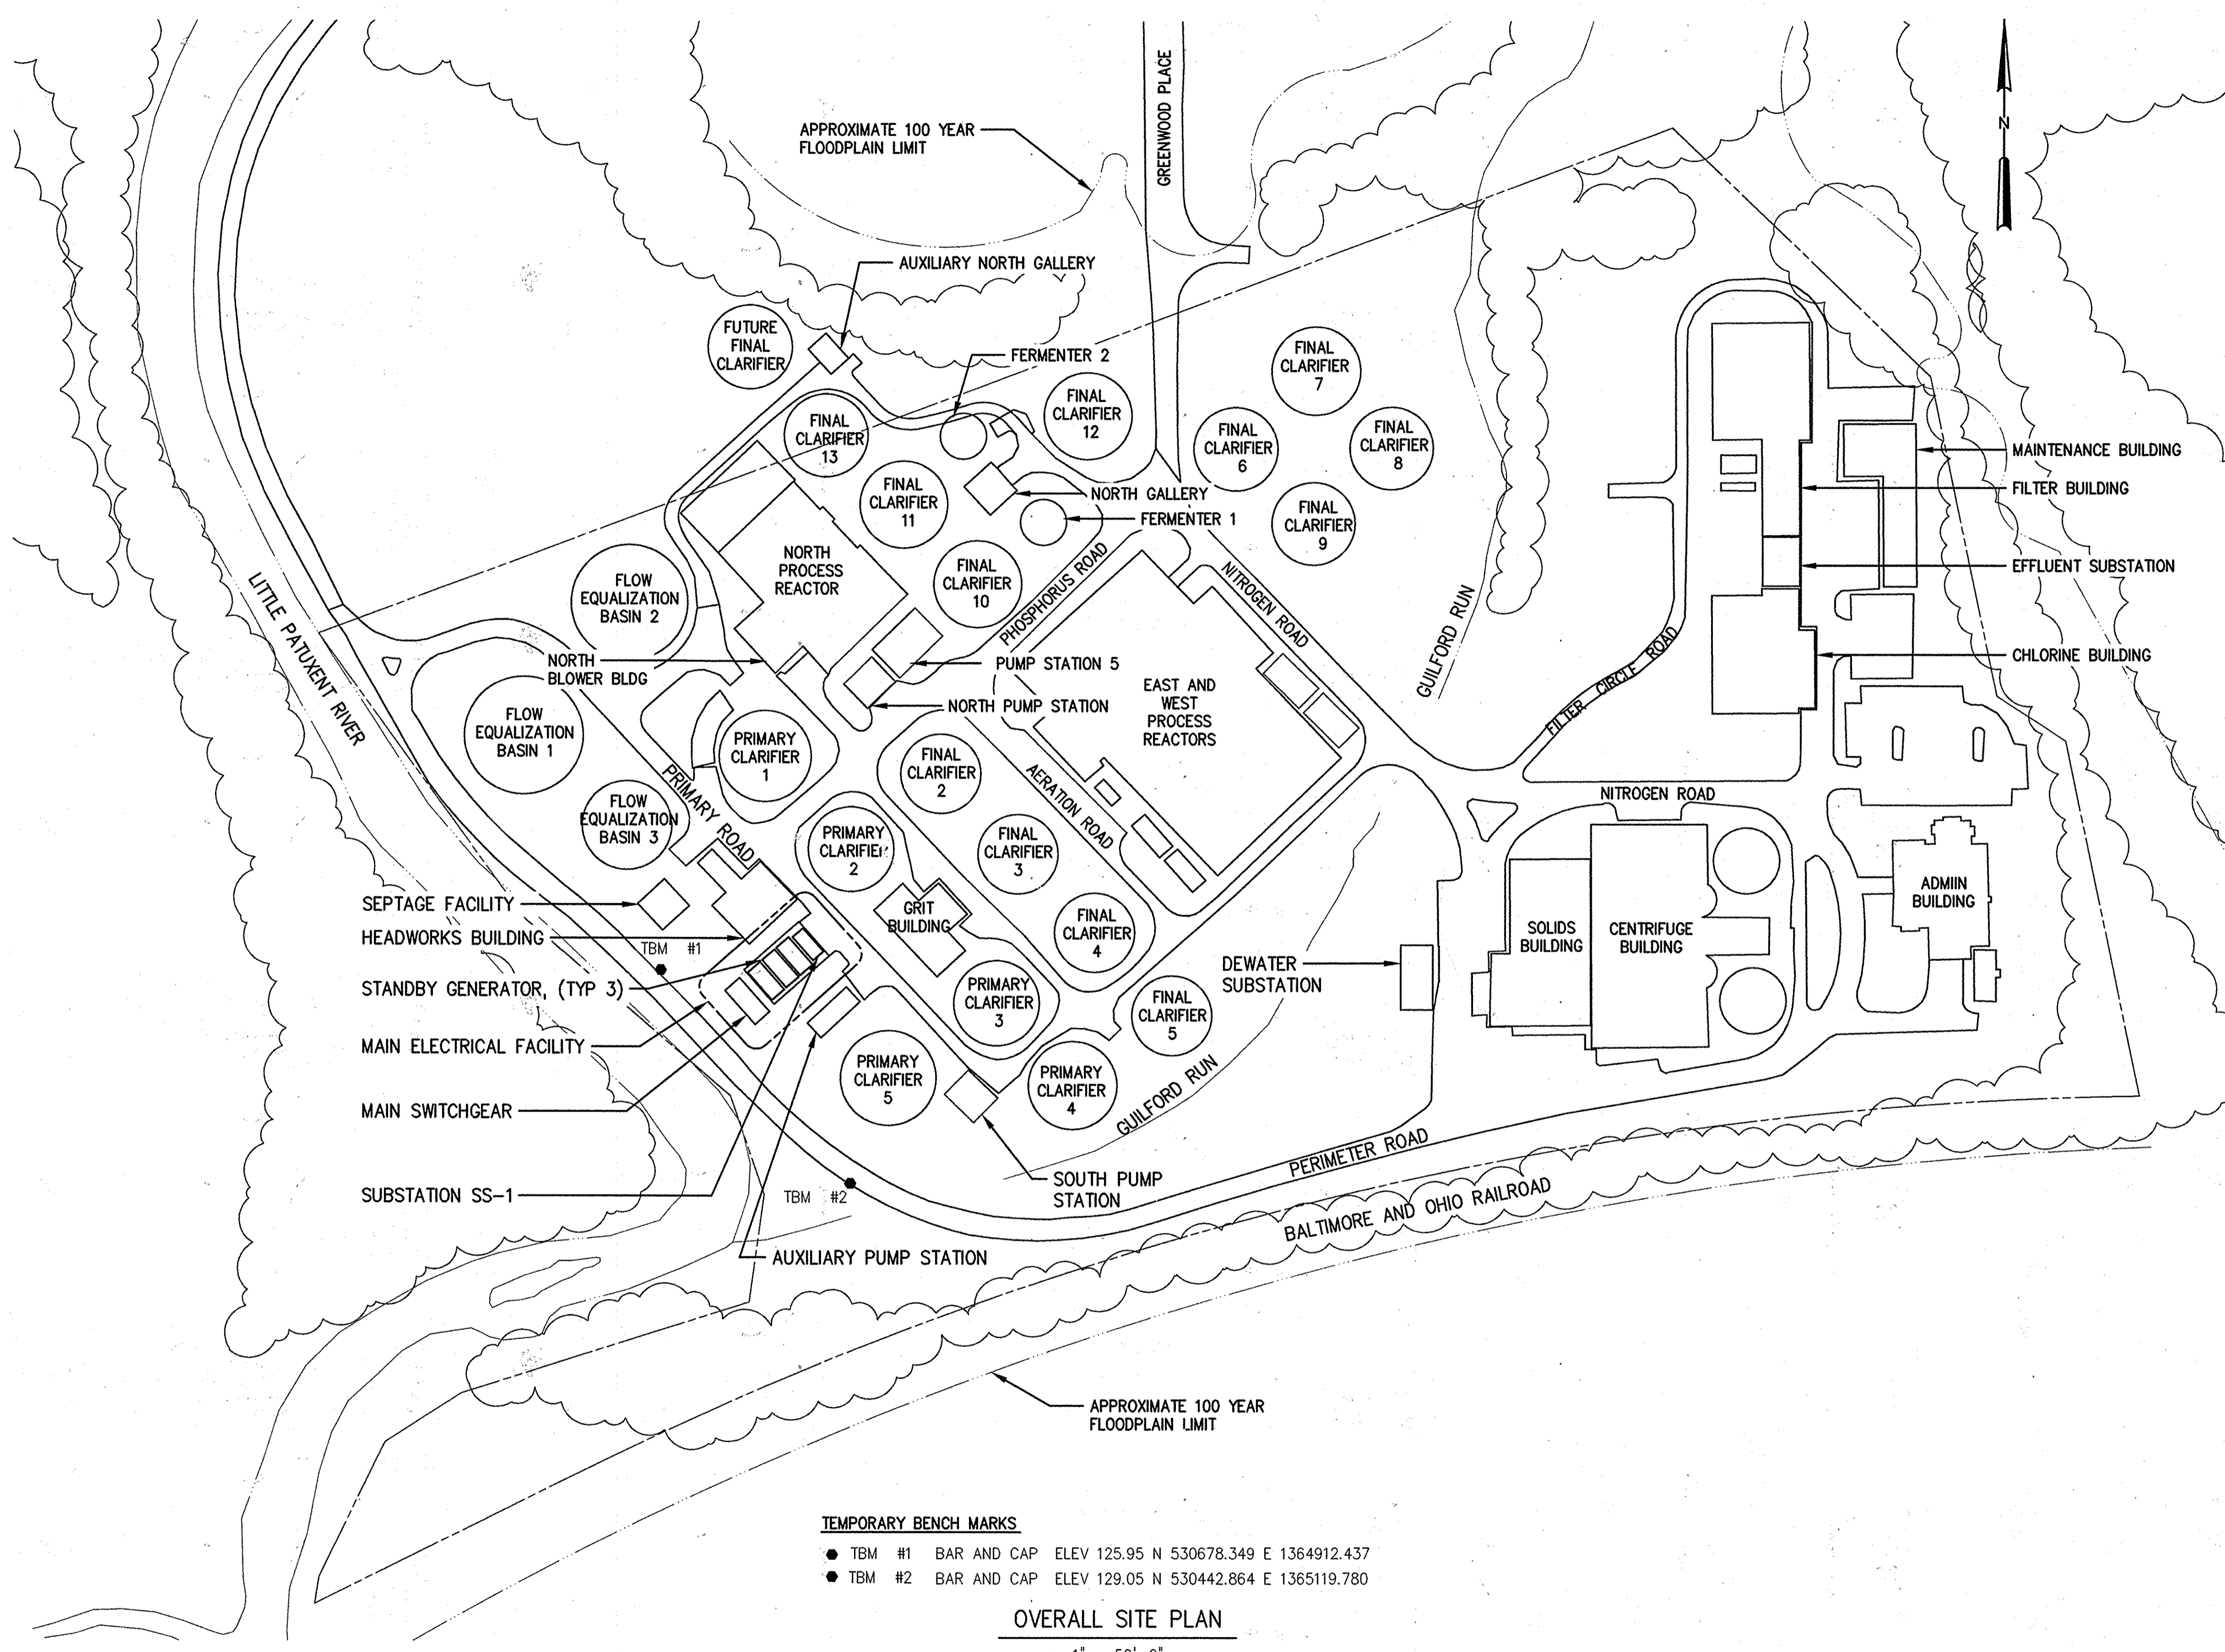 GREENWOOD PLACE
APPROXIMATE 100 YEAR
FLOODPLAIN LIMIT
N
AUXILIARY NORTH GALLERY
FUTURE
FINAL
CLARIFIER
FERMENTER 2
FINAL
CLARIFIER
7
FINAL
CLARIFIER
12
FINAL
CLARIFIER
13
FINAL
CLARIFIER
6
FINAL
CLARIFIER
8
MAINTENANCE BUILDING
FINAL
CLARIFIER
11
NORTH GALLERY
FILTER BUILDING
FERMENTER 1
FINAL
CLARIFIER
9
NORTH
PROCESS
REACTOR
FINAL
CLARIFIER
10
PHOSPHORUS ROAD
NITROGEN ROAD
EFFLUENT SUBSTATION
FLOW
EQUALIZATION
BASIN 2
LITTLE PATUXENT RIVER
GUILFORD RUN
FILTER CIRCLE ROAD
CHLORINE BUILDING
NORTH
BLOWER BLDG
PUMP STATION 5
NORTH PUMP STATION
EAST AND
WEST
PROCESS
REACTORS
FLOW
EQUALIZATION
BASIN 1
PRIMARY
CLARIFIER
1
FINAL
CLARIFIER
2
AERATION ROAD
PRIMARY ROAD
NITROGEN ROAD
FLOW
EQUALIZATION
BASIN 3
PRIMARY
CLARIFIER
2
FINAL
CLARIFIER
3
SEPTAGE FACILITY
GRIT
BUILDING
FINAL
CLARIFIER
4
ADMIIN
BUILDING
SOLIDS
BUILDING
CENTRIFUGE
BUILDING
HEADWORKS BUILDING
TBM #1
DEWATER
SUBSTATION
STANDBY GENERATOR, (TYP 3)
PRIMARY
CLARIFIER
3
FINAL
CLARIFIER
5
MAIN ELECTRICAL FACILITY
PRIMARY
CLARIFIER
5
PRIMARY
CLARIFIER
4
GUILFORD RUN
MAIN SWITCHGEAR
PERIMETER ROAD
SUBSTATION SS-1
TBM #2
SOUTH PUMP
STATION
BALTIMORE AND OHIO RAILROAD
AUXILIARY PUMP STATION
APPROXIMATE 100 YEAR
FLOODPLAIN LIMIT
TEMPORARY BENCH MARKS
TBM #1 BAR AND CAP ELEV 125.95 N 530678.349 E 1364912.437
TBM #2 BAR AND CAP ELEV 129.05 N 530442.864 E 1365119.780
OVERALL SITE PLAN